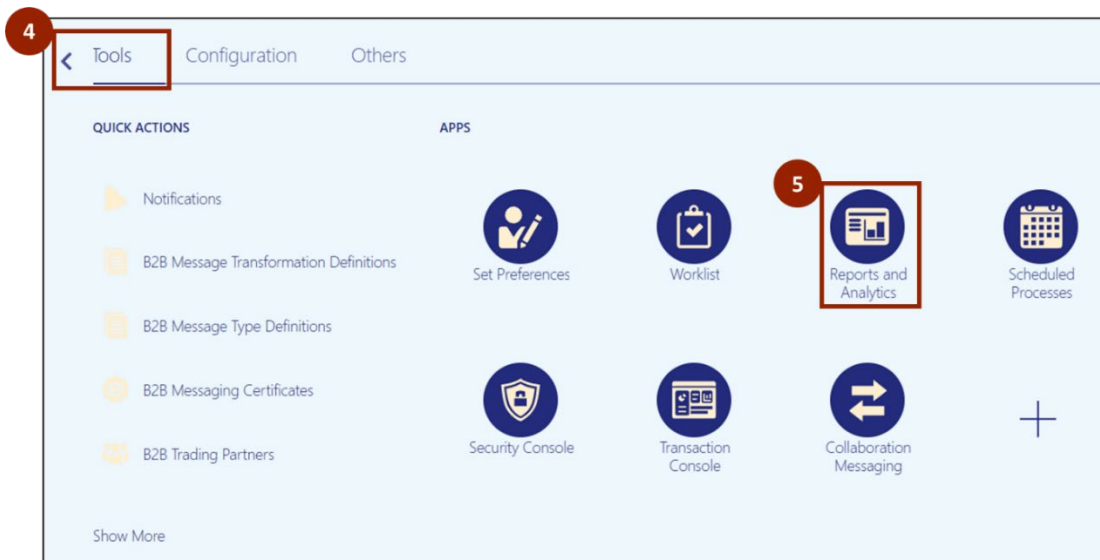 4
Tools Configuration Others
QUICK ACTIONS
APPS
Notifications
B2B Message Transformation Definitions
B2B Message Type Definitions
B2B Messaging Certificates
B2B Trading Partners
Show More
Set Preferences
Worklist
5
Reports and
Analytics
Scheduled
Processes
Security Console
Transaction
Console
Collaboration
Messaging